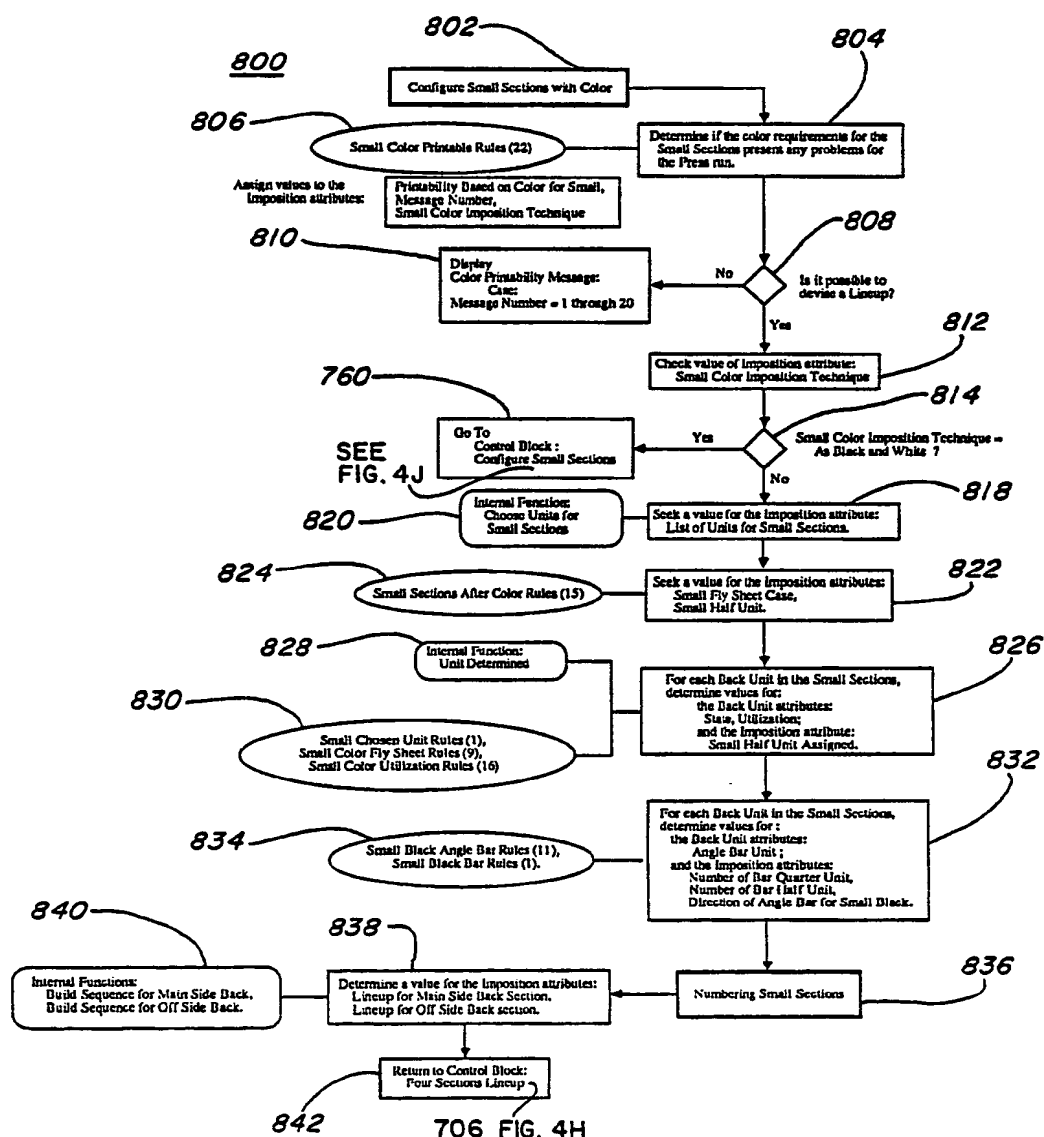 802
804
800
Configure Small Sections with Color
806
Small Color Printable Rules (22)
Determine if the color requirements for the
Small Sections present any problems for
the Press run.
Assign values to the
Imposition attributes:
Printability Based on Color for Small,
Message Number,
Small Color Imposition Technique
808
810
Display
Color Printability Message:
Case:
Message Number = 1 through 20
No
Is it possible to
devise a Lineup?
Yes
812
Check value of Imposition attribute:
Small Color Imposition Technique
760
814
Go To
Control Block :
Configure Small Sections
Yes
Small Color Imposition Technique =
As Black and White ?
SEE
FIG. 4J
No
818
Internal Function:
Choose Units for
Small Sections
820
Seek a value for the Imposition attribute:
List of Units for Small Sections.
824
822
Small Sections After Color Rules (15)
Seek a value for the Imposition attributes:
Small Fly Sheet Case,
Small Half Unit.
828
826
Internal Function:
Unit Determined
For each Back Unit in the Small Sections,
determine values for:
the Back Unit attributes:
State, Utilization;
and the Imposition attribute:
Small Half Unit Assigned.
830
Small Chosen Unit Rules (1),
Small Color Fly Sheet Rules (9),
Small Color Utilization Rules (16)
832
For each Back Unit in the Small Sections,
determine values for :
the Back Unit attributes:
Angle Bar Unit ;
and the Imposition attributes:
Number of Bar Quarter Unit,
Number of Bar Half Unit,
Direction of Angle Bar for Small Black.
834
Small Black Angle Bar Rules (11),
Small Black Bar Rules (1).
840
838
836
Internal Functions:
Build Sequence for Main Side Back,
Build Sequence for Off Side Back.
Determine a value for the Imposition attributes:
Lineup for Main Side Back Section.
Lineup for Off Side Back section.
Numbering Small Sections
Return to Control Block:
Four Sections Lineup
842
706 FIG. 4H